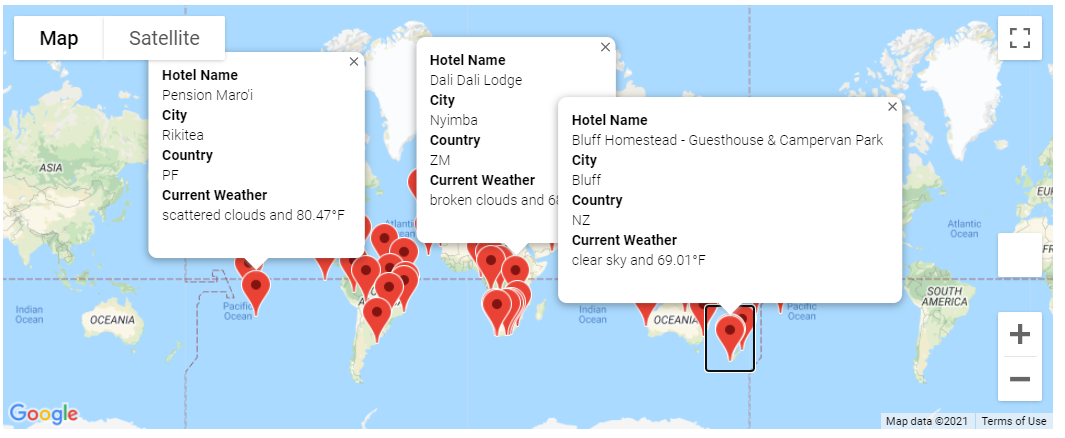 Map
Satellite
Hotel Name
Pension Maro'i
City
Rikitea
Country
PF
Current Weather
scattered clouds and 80.47°F
Hotel Name
Dali Dali Lodge
City
Nyimba
Country
ZM
Current Weather
broken clouds and
Hotel Name
Bluff Homestead - Guesthouse & Campervan Park
City
Bluff
Country
NZ
Current Weather
clear sky and 69.01°F
ASIA
Atlantic
Atlantic
Ocean
Indian
Ocean
OCEANIA
Pacific
Ocean
Indian
Ocean
OCEANIA
Pacific
Ocean
SOUTH
AMERICA
Google
Map data ©2021
Terms of Use